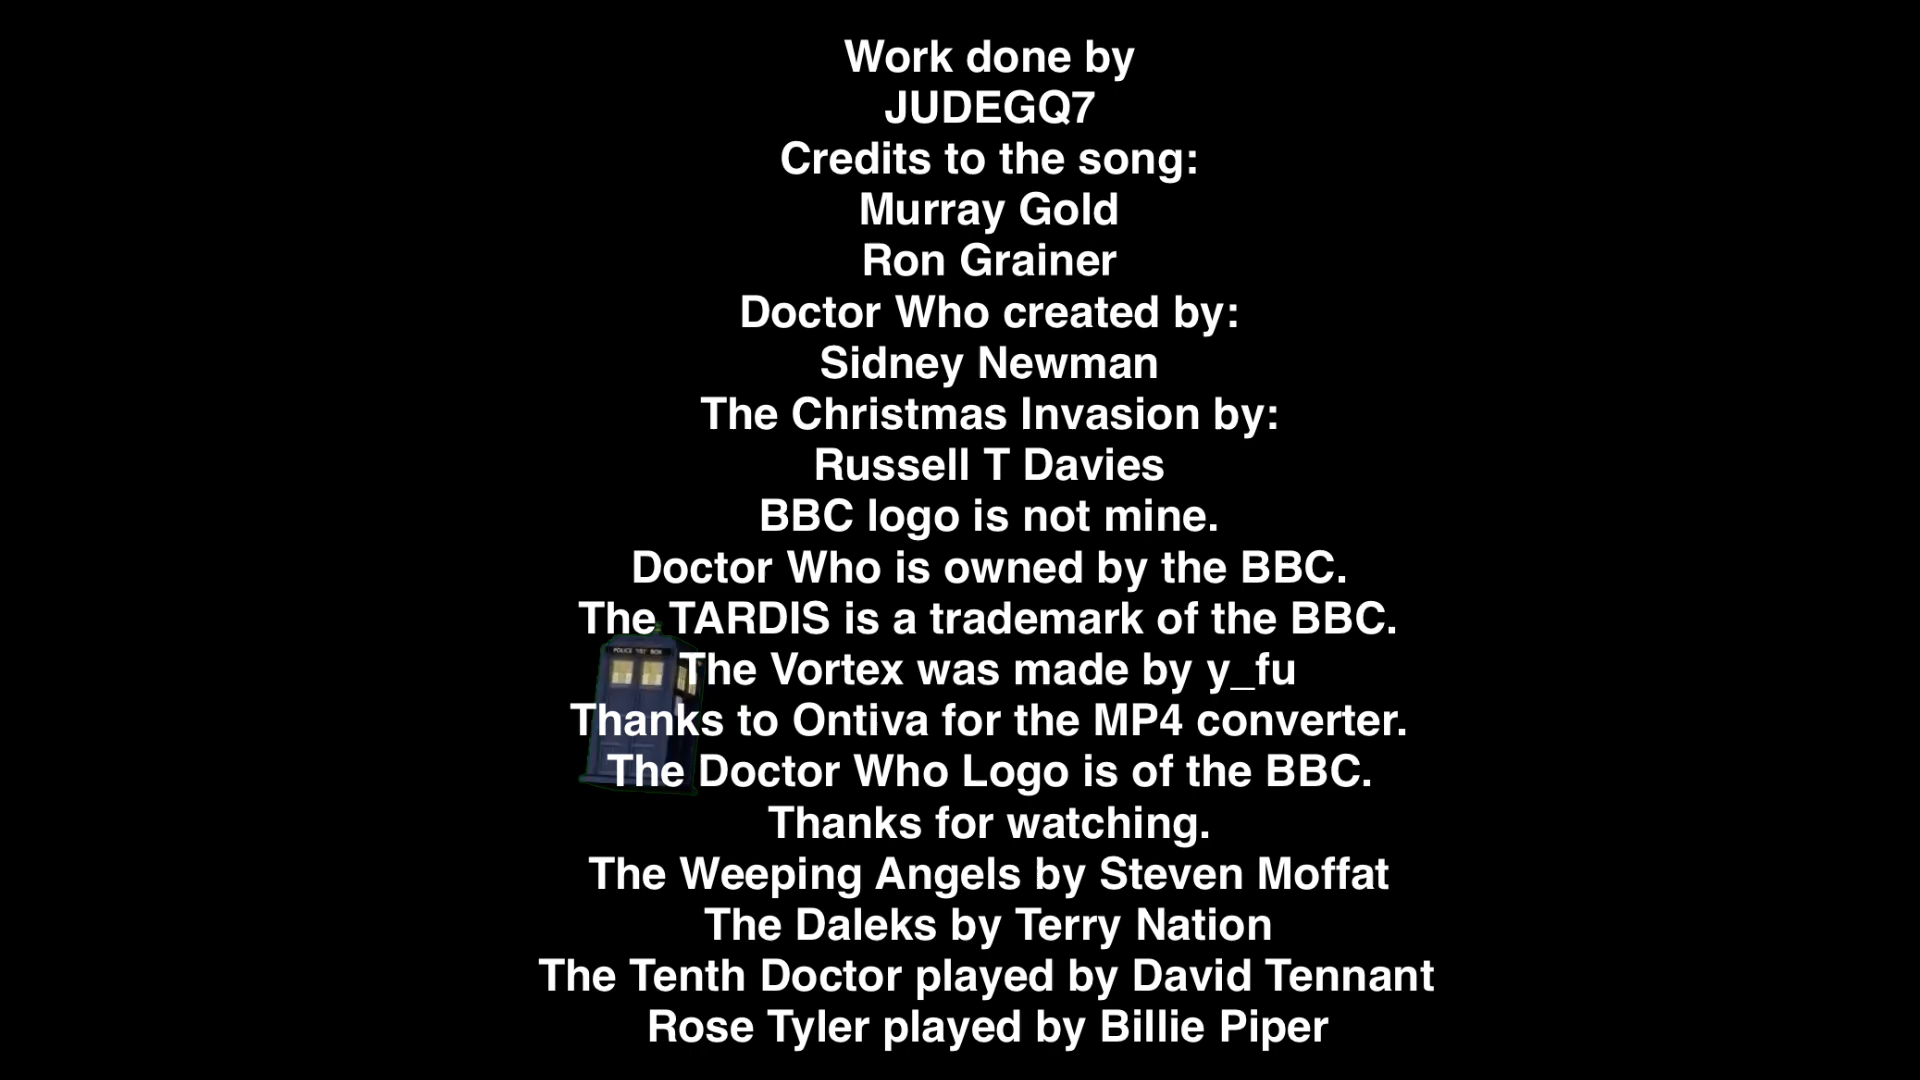 Work done by
JUDEGQ7
Credits to the song:
Murray Gold
Ron Grainer
Doctor Who created by:
Sidney Newman
The Christmas Invasion by:
Russell T Davies
BBC logo is not mine.
Doctor Who is owned by the BBC.
The TARDIS is a trademark of the BBC.
POLICE BOX
The Vortex was made by y_fu
Thanks to Ontiva for the MP4 converter.
The Doctor Who Logo is of the BBC.
Thanks for watching.
The Weeping Angels by Steven Moffat
The Daleks by Terry Nation
The Tenth Doctor played by David Tennant
Rose Tyler played by Billie Piper